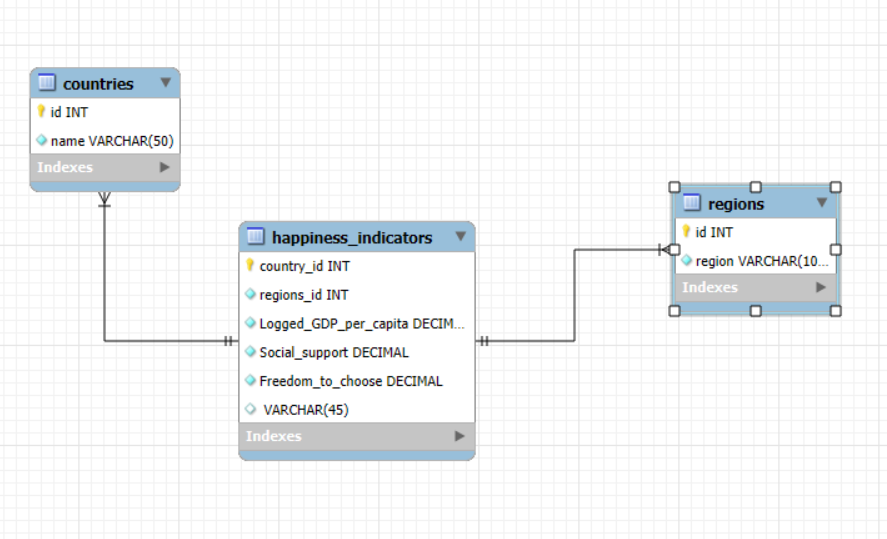 countries
id INT
name VARCHAR(50)
Indexes
happiness_indicators
country_id INT
regions_id INT
Logged_GDP_per_capita DECIM...
Social_support DECIMAL
Freedom_to_choose DECIMAL
VARCHAR(45)
Indexes
regions
id INT
region VARCHAR(10...
Indexes